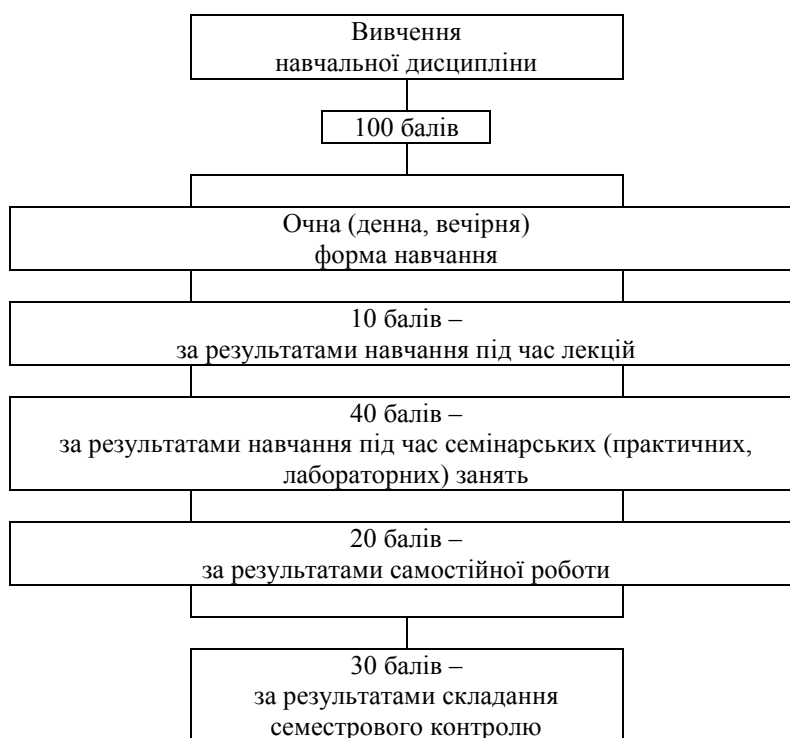 Вивчення
навчальної дисципліни
100 балів
Очна (денна, вечірня)
форма навчання
10 балів –
за результатами навчання під час лекцій
40 балів –
за результатами навчання під час семінарських (практичних,
лабораторних) занять
20 балів –
за результатами самостійної роботи
30 балів –
за результатами складання
семестрового контролю